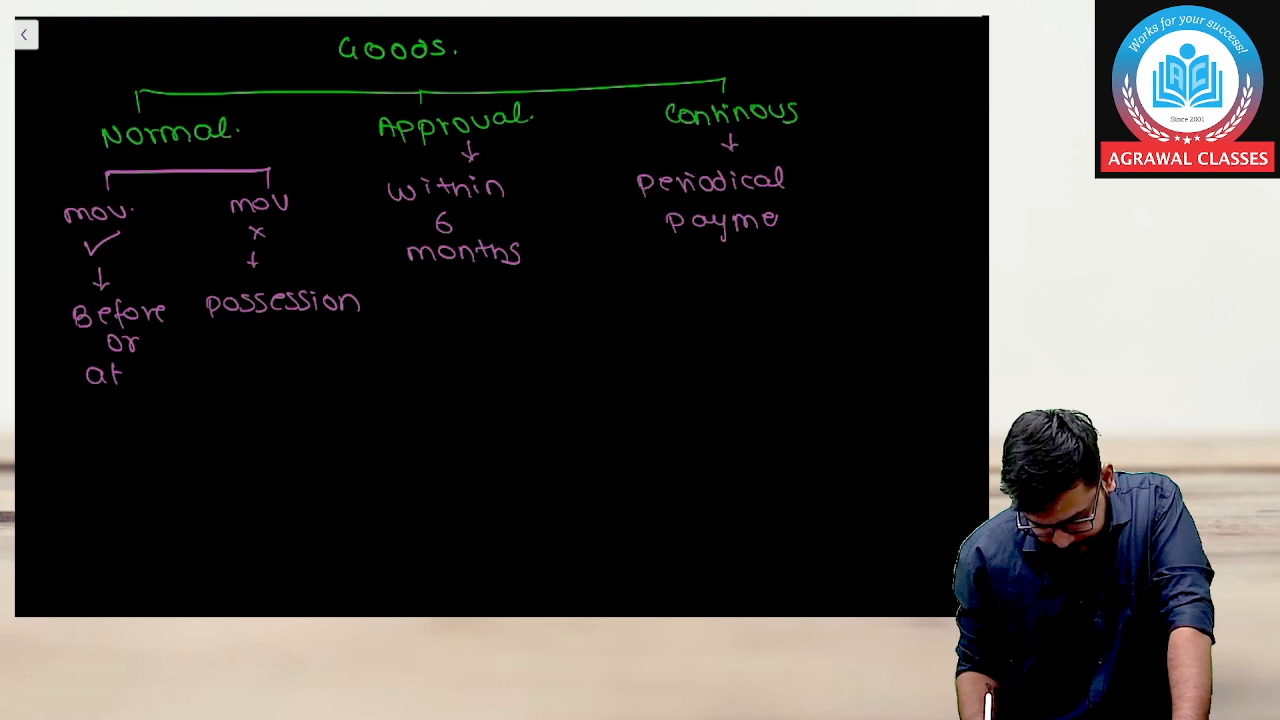 Goods.
Normal.
Approval.
Continous
mov.
mov
x
Before
or
at
possession
within
6
months
periodical
payme
Works for your success!
AC
Since 2001
AGRAWAL CLASSES